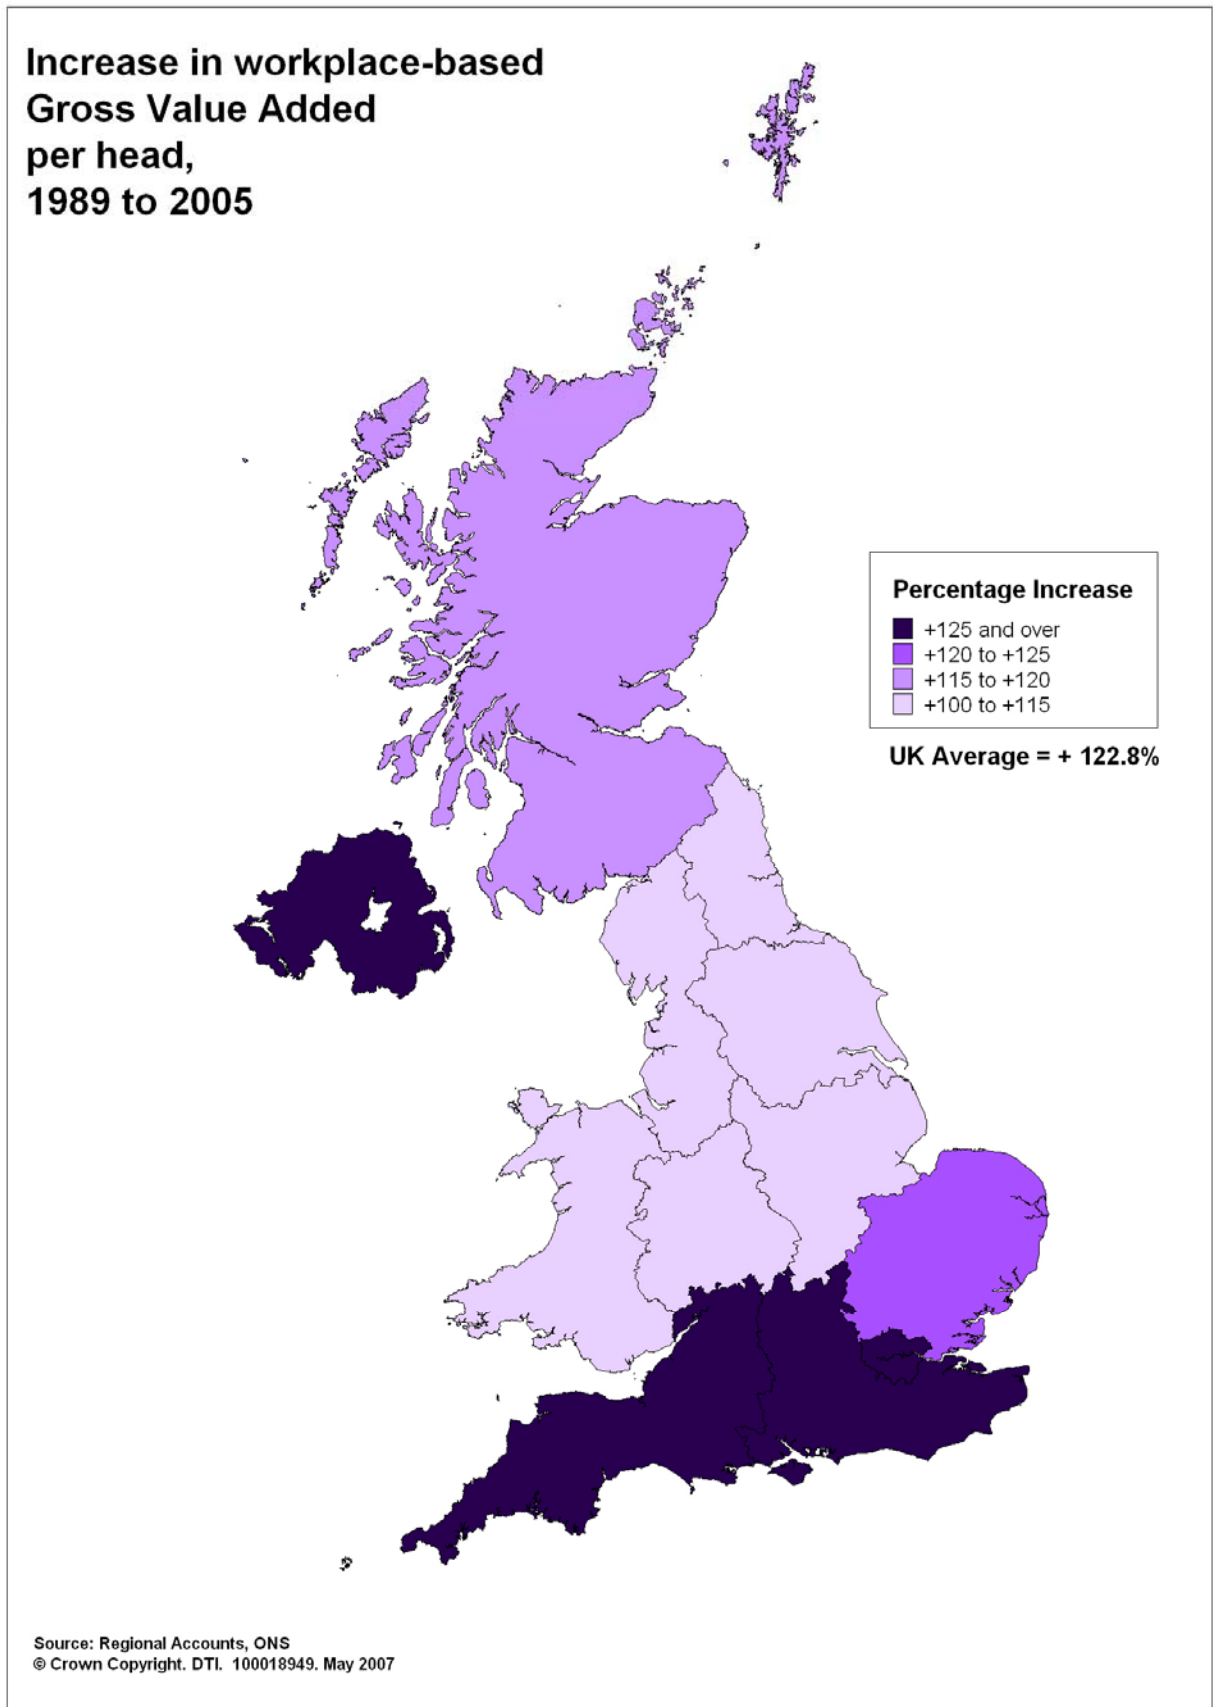 Increase in workplace-based
Gross Value Added
per head,
1989 to 2005
Percentage Increase
+125 and over
+120 to +125
+115 to +120
+100 to +115
UK Average = + 122.8%
Source: Regional Accounts, ONS
© Crown Copyright. DTI. 100018949. May 2007